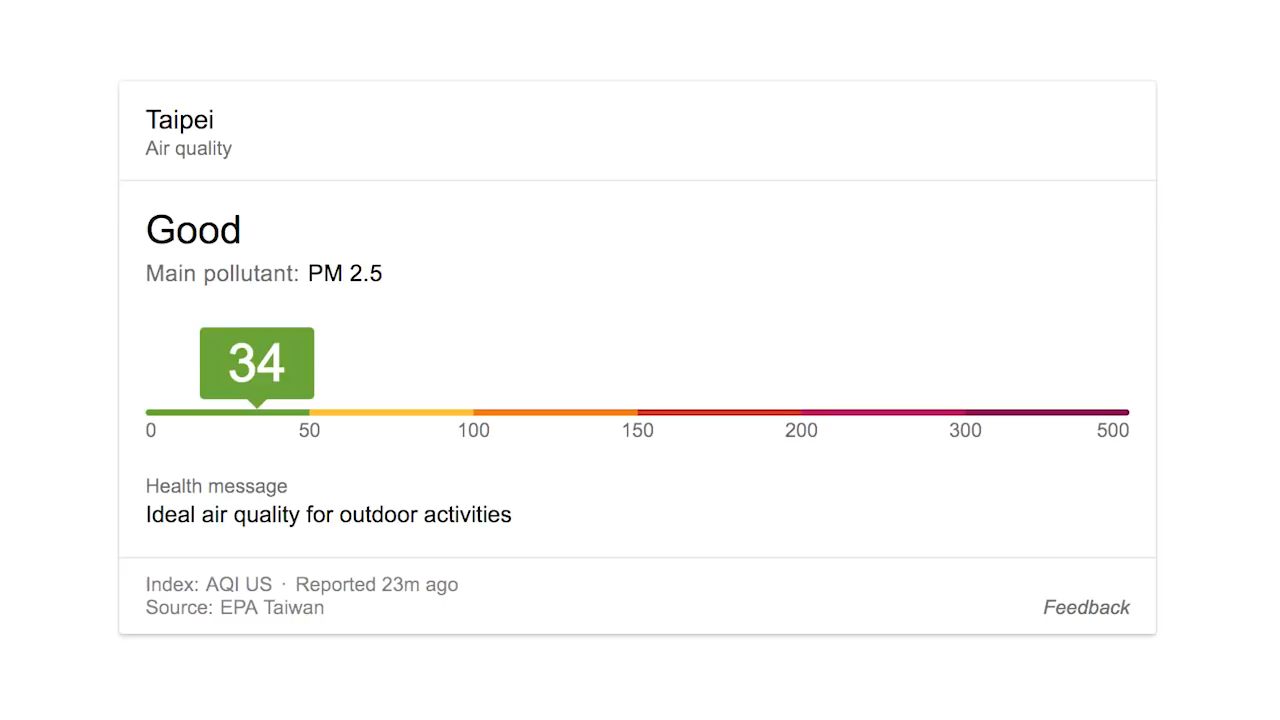 Taipei
Air quality
Good
Main pollutant: PM 2.5
34
0 50 100 150 200 300 500
Health message
Ideal air quality for outdoor activities
Index: AQI US · Reported 23m ago
Source: EPA Taiwan
Feedback